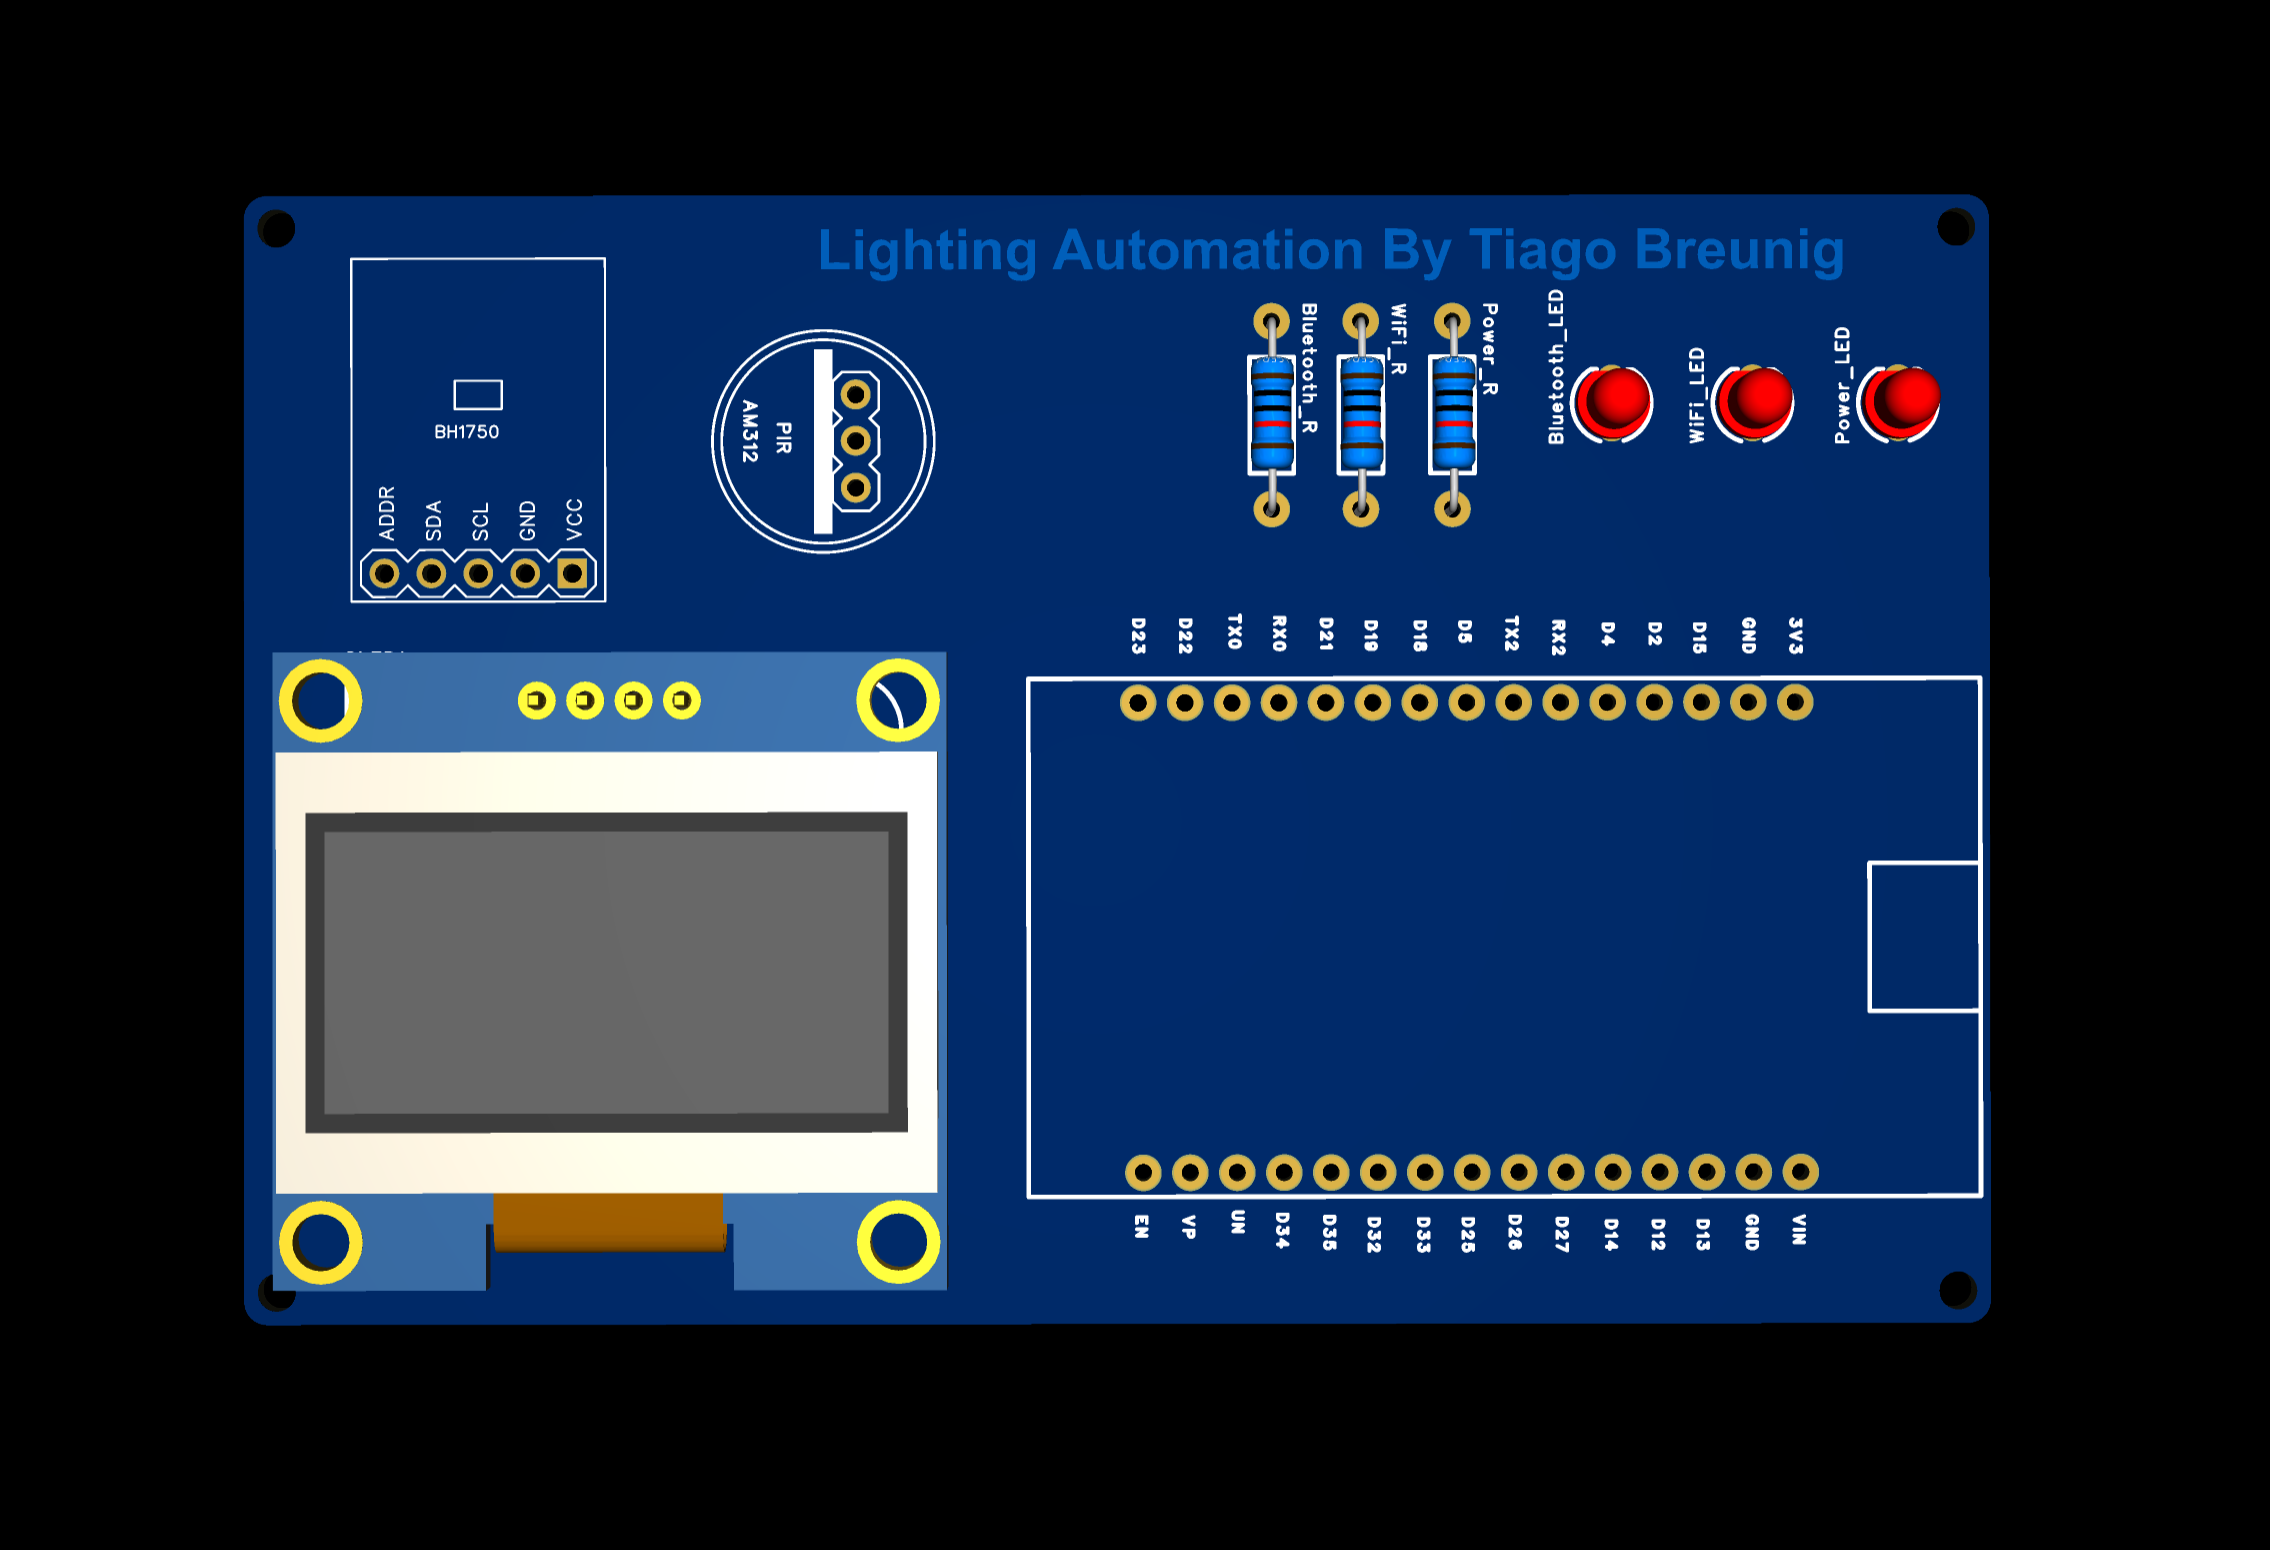 Lighting Automation By Tiago Breunig
Bluetooth_R
WiFi_R
Power_R
Bluetooth_LED
WiFi_LED
Power_LED
BH1750
ADDR
SDA
SCL
GND
VCC
PIR
AM312
D23
D22
TX0
RX0
D21
D19
D18
D5
TX2
RX2
D4
D2
D15
GND
3V3
EN
VP
UN
D34
D35
D32
D33
D25
D26
D27
D14
D12
D13
GND
VIN